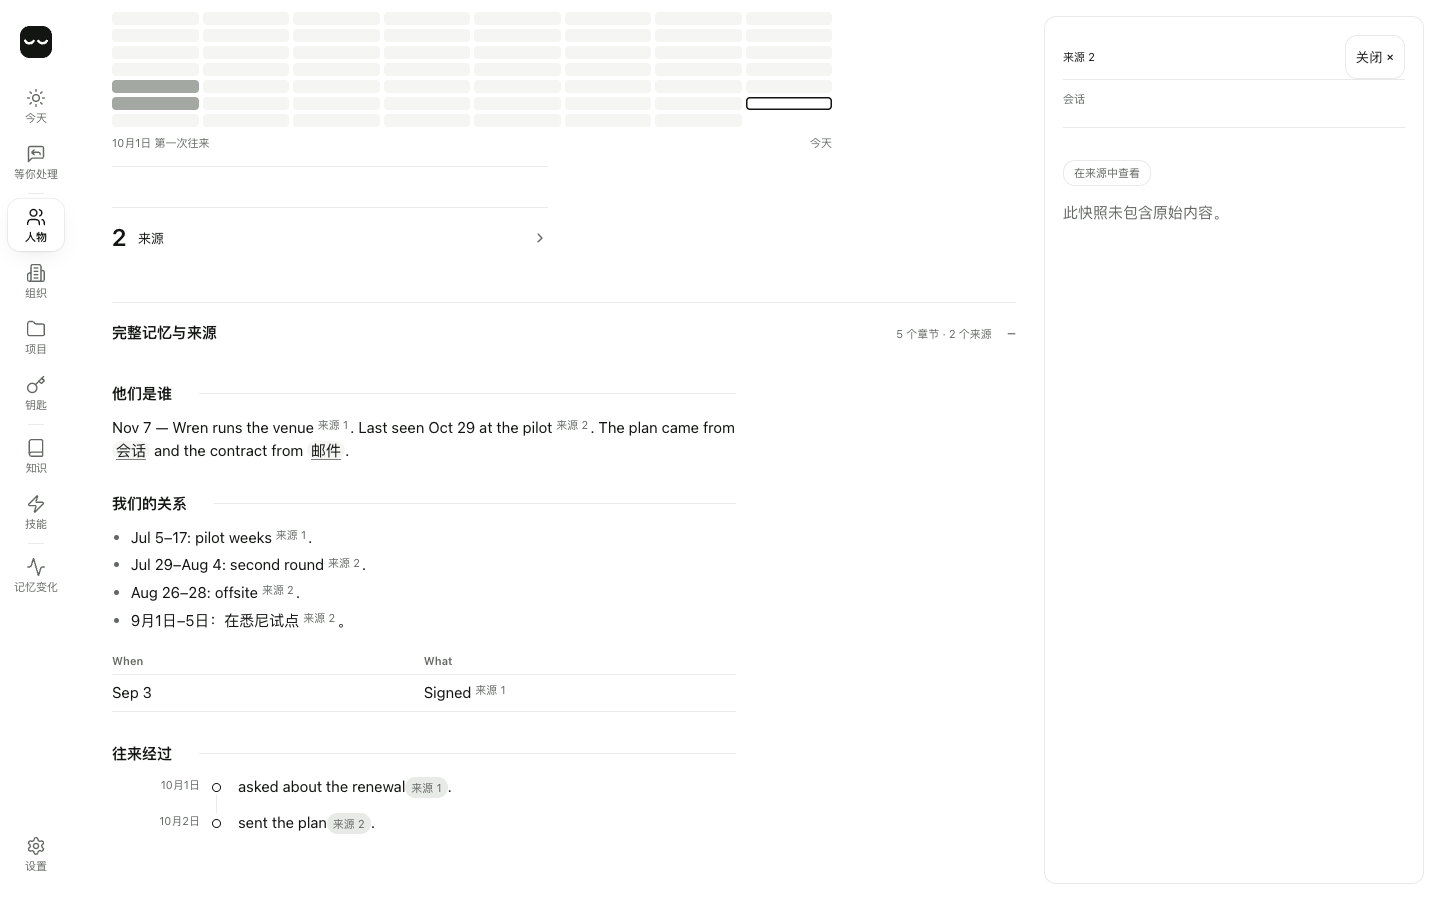 今天
等你处理
人物
组织
项目
钥匙
知识
技能
记忆变化
设置
10月1日 第一次往来
今天
2 来源
完整记忆与来源
5 个章节 · 2 个来源 –
他们是谁
Nov 7 — Wren runs the venue 来源 1. Last seen Oct 29 at the pilot 来源 2. The plan came from
会话 and the contract from 邮件.
我们的关系
Jul 5–17: pilot weeks 来源 1.
Jul 29–Aug 4: second round 来源 2.
Aug 26–28: offsite 来源 2.
9月1日–5日：在悉尼试点 来源 2。
When What
Sep 3 Signed 来源 1
往来经过
10月1日 asked about the renewal 来源 1.
10月2日 sent the plan 来源 2.
来源 2
关闭 ×
会话
在来源中查看
此快照未包含原始内容。